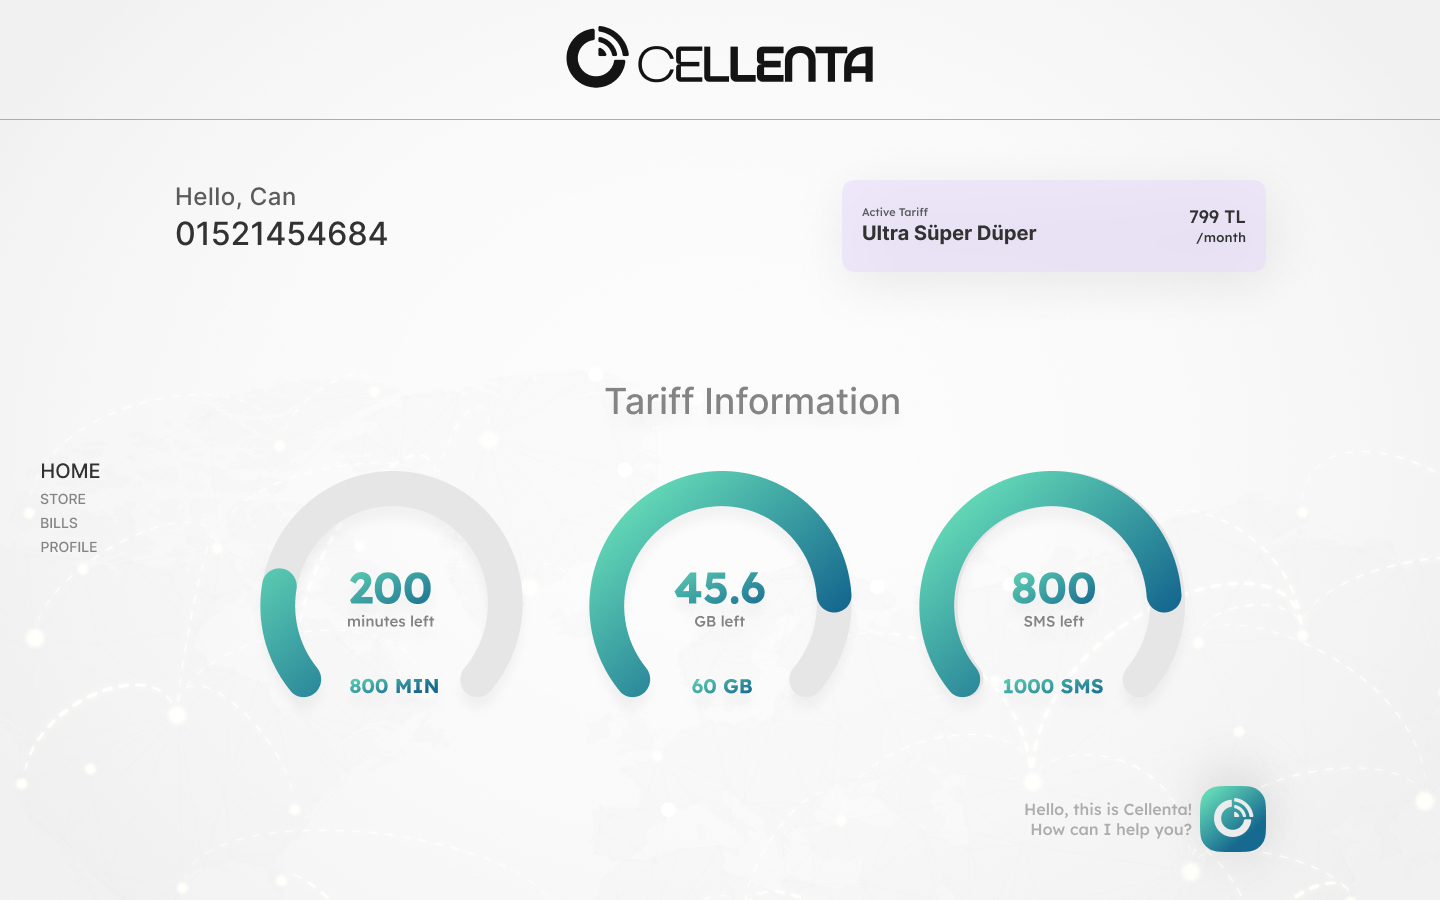 CELLENTA
Hello, Can
01521454684
Active Tariff
Ultra Süper Düper
799 TL
/month
Tariff Information
HOME
STORE
BILLS
PROFILE
200
minutes left
800 MIN
45.6
GB left
60 GB
800
SMS left
1000 SMS
Hello, this is Cellenta!
How can I help you?